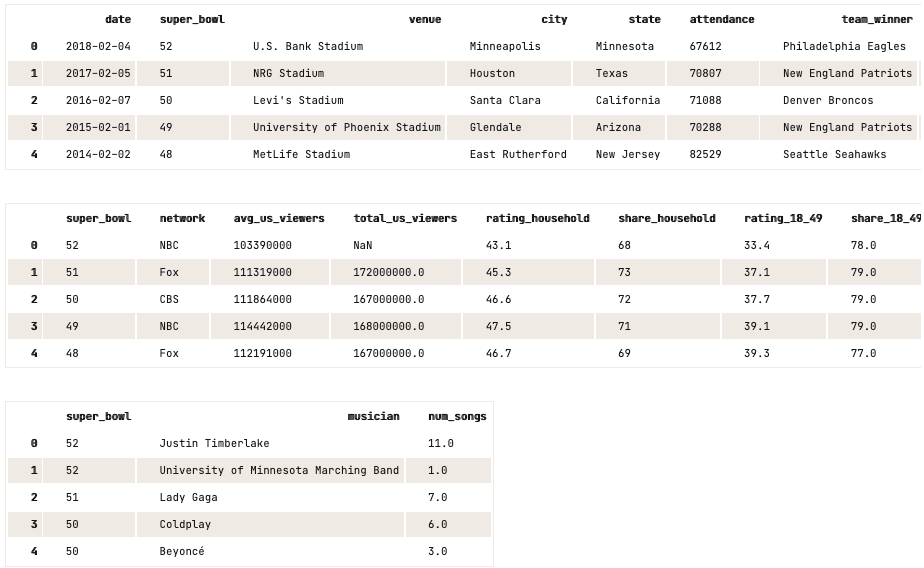 date super_bowl venue city state attendance team_winner
0 2018-02-04 52 U.S. Bank Stadium Minneapolis Minnesota 67612 Philadelphia Eagles
1 2017-02-05 51 NRG Stadium Houston Texas 70807 New England Patriots
2 2016-02-07 50 Levi's Stadium Santa Clara California 71088 Denver Broncos
3 2015-02-01 49 University of Phoenix Stadium Glendale Arizona 70288 New England Patriots
4 2014-02-02 48 MetLife Stadium East Rutherford New Jersey 82529 Seattle Seahawks
super_bowl network avg_us_viewers total_us_viewers rating_household share_household rating_18_49 share_18_49
0 52 NBC 103390000 NaN 43.1 68 33.4 78.0
1 51 Fox 111319000 172000000.0 45.3 73 37.1 79.0
2 50 CBS 111864000 167000000.0 46.6 72 37.7 79.0
3 49 NBC 114442000 168000000.0 47.5 71 39.1 79.0
4 48 Fox 112191000 167000000.0 46.7 69 39.3 77.0
super_bowl musician num_songs
0 52 Justin Timberlake 11.0
1 52 University of Minnesota Marching Band 1.0
2 51 Lady Gaga 7.0
3 50 Coldplay 6.0
4 50 Beyoncé 3.0